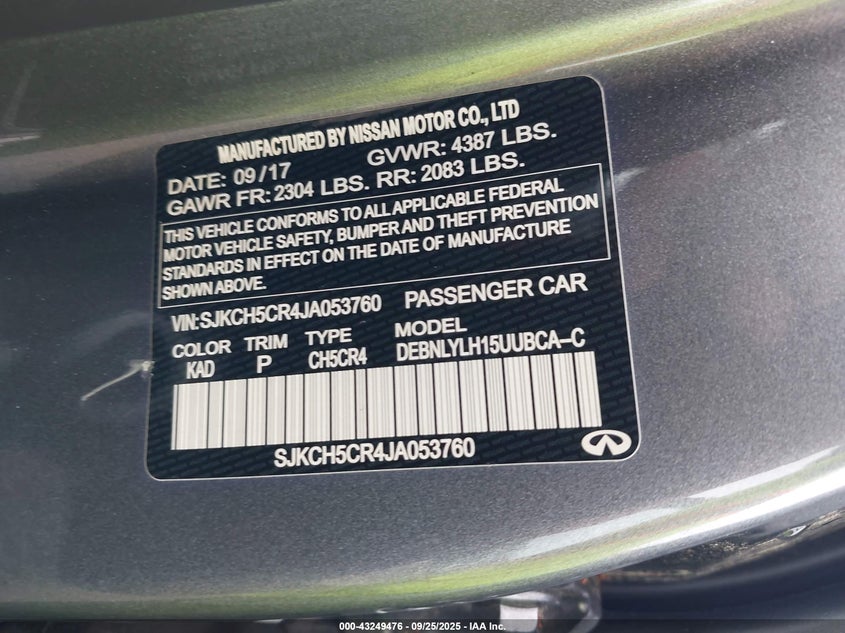 MANUFACTURED BY NISSAN MOTOR CO., LTD
DATE: 09/17 GVWR: 4387 LBS.
GAWR FR: 2304 LBS. RR: 2083 LBS.
THIS VEHICLE CONFORMS TO ALL APPLICABLE FEDERAL
MOTOR VEHICLE SAFETY, BUMPER AND THEFT PREVENTION
STANDARDS IN EFFECT ON THE DATE OF MANUFACTURE
SHOWN ABOVE.
VIN: SJKCH5CR4JA053760 PASSENGER CAR
COLOR TRIM TYPE MODEL
KAD P CH5CR4 DEBNLYLH15UUBCA-C
SJKCH5CR4JA053760
000-43249476 - 09/25/2025 - IAA Inc.